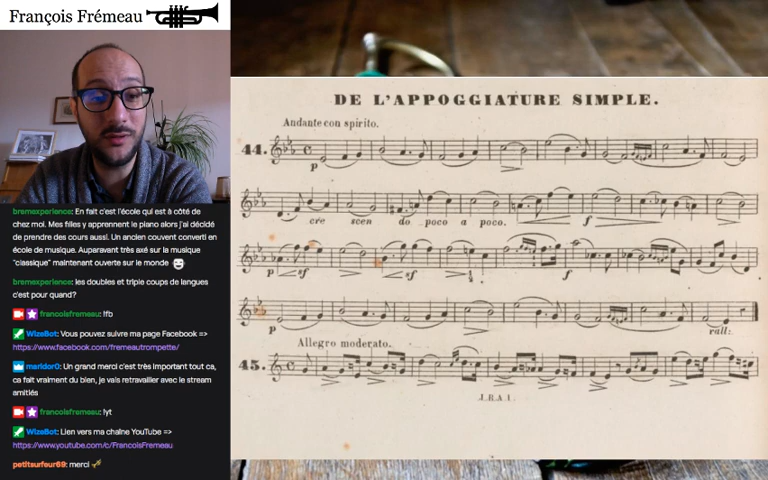 François Frémeau
bremexperience: En fait c'est l'école qui est à côté de
chez moi. Mes filles y apprennent le piano alors j'ai décidé
de prendre des cours aussi. Un ancien couvent converti en
école de musique. Auparavant très axé sur la musique
"classique" maintenant ouverte sur le monde
bremexperience: les doubles et triple coups de langues
c'est pour quand?
francoisfremeau: !fb
WizeBot: Vous pouvez suivre ma page Facebook =>
https://www.facebook.com/fremeautrompette/
maridor0: Un grand merci c'est très important tout ca,
ca fait vraiment du bien, je vais retravailler avec le stream
amitiés
francoisfremeau: !yt
WizeBot: Lien vers ma chaîne YouTube =>
https://www.youtube.com/c/FrancoisFremeau
petitsurfeur69: merci
DE L'APPOGGIATURE SIMPLE.
Andante con spirito.
44.
p
cre scen do poco a poco. f
p sf sf f
p rall:
Allegro moderato.
45.
J.RA1.